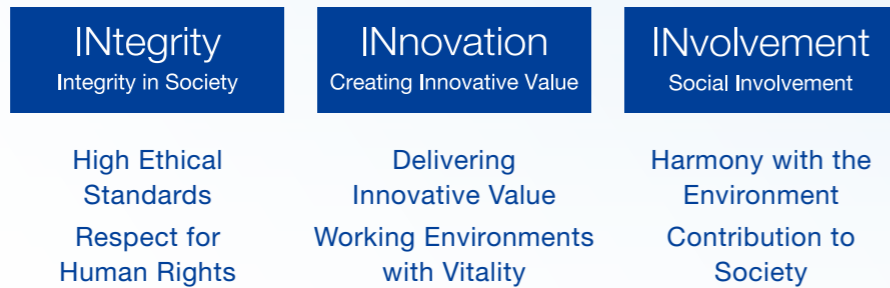 INtegrity
Integrity in Society
High Ethical
Standards
Respect for
Human Rights
INnovation
Creating Innovative Value
Delivering
Innovative Value
Working Environments
with Vitality
INvolvement
Social Involvement
Harmony with the
Environment
Contribution to
Society